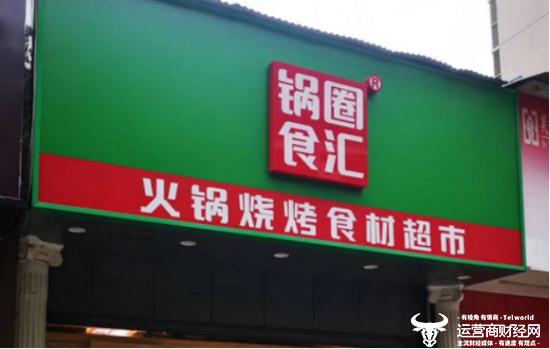 锅圈
食汇
®
火锅烧烤食材超市
·有棱角 有情商·Telworld
运营商财经网
主流财经媒体·有速度 有观点·